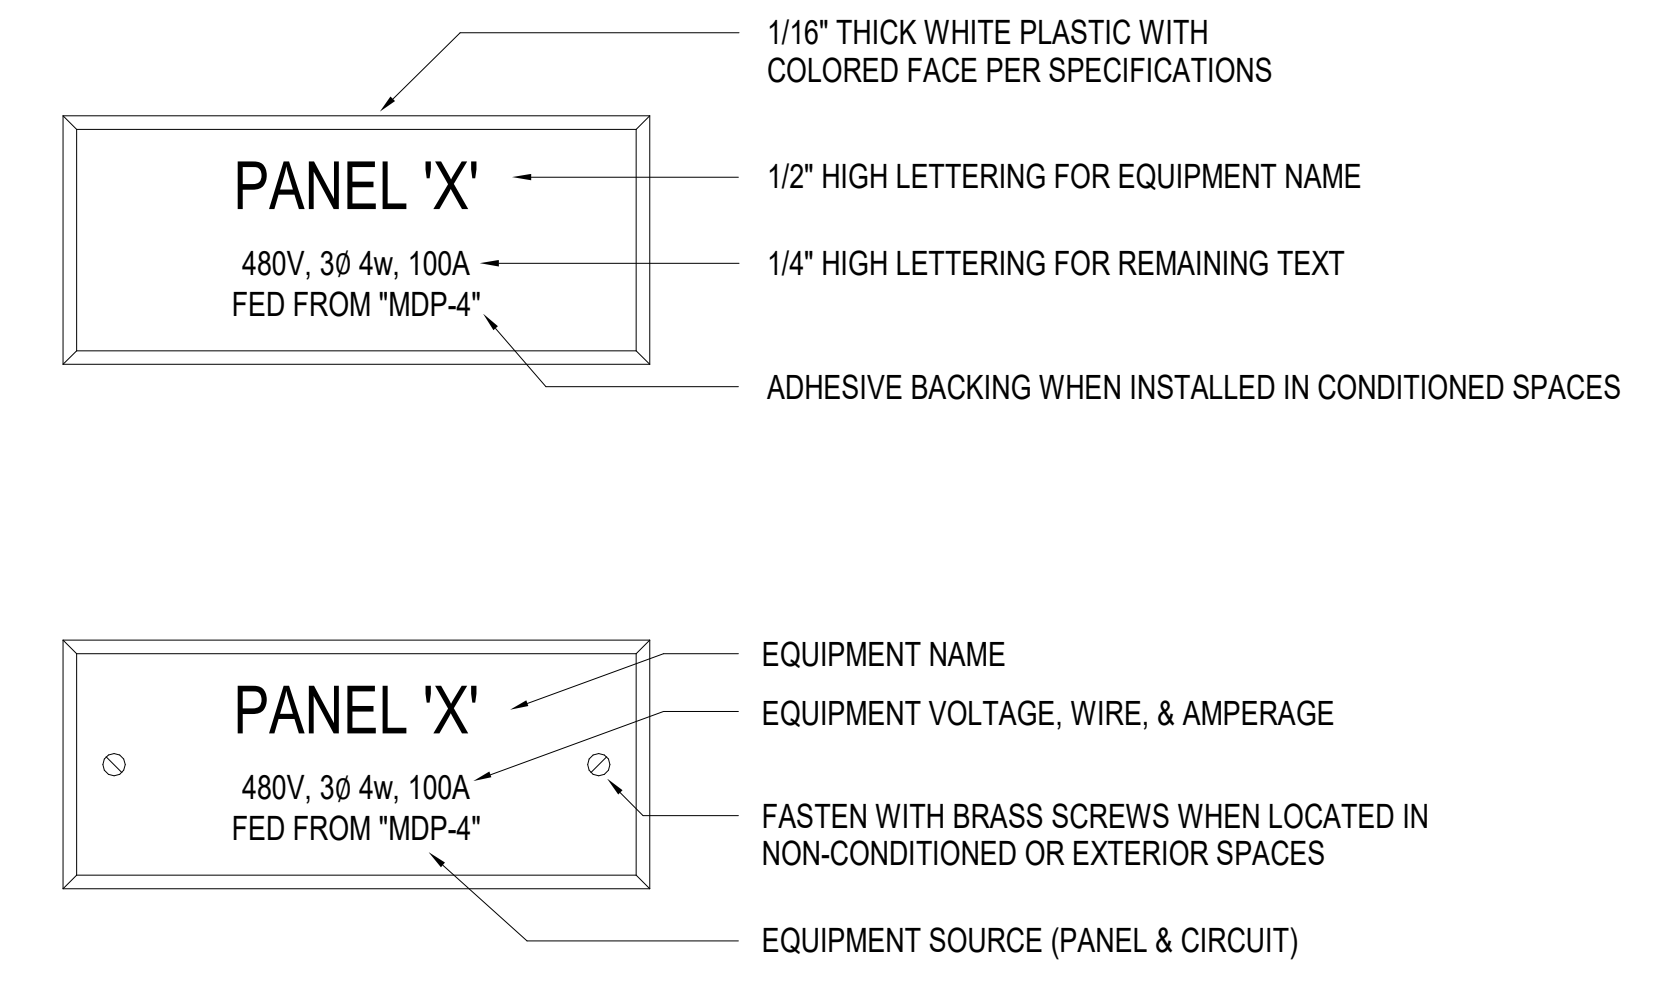 1/16" THICK WHITE PLASTIC WITH
COLORED FACE PER SPECIFICATIONS
PANEL 'X'
1/2" HIGH LETTERING FOR EQUIPMENT NAME
480V, 3Ø 4w, 100A
1/4" HIGH LETTERING FOR REMAINING TEXT
FED FROM "MDP-4"
ADHESIVE BACKING WHEN INSTALLED IN CONDITIONED SPACES
EQUIPMENT NAME
PANEL 'X'
EQUIPMENT VOLTAGE, WIRE, & AMPERAGE
480V, 3Ø 4w, 100A
FED FROM "MDP-4"
FASTEN WITH BRASS SCREWS WHEN LOCATED IN
NON-CONDITIONED OR EXTERIOR SPACES
EQUIPMENT SOURCE (PANEL & CIRCUIT)